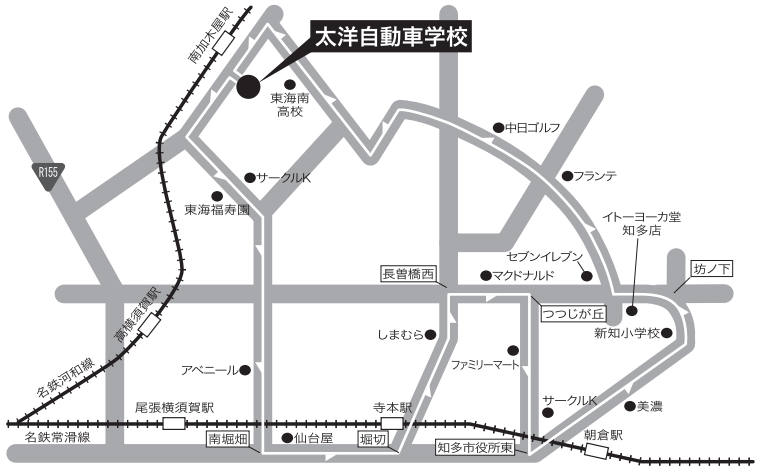 南加木屋駅
太洋自動車学校
東海南
高校
中日ゴルフ
R155
サークルK
フランテ
東海福寿園
イトーヨーカ堂
知多店
セブンイレブン
長曽橋西
マクドナルド
坊ノ下
つつじが丘
高横須賀駅
しまむら
新知小学校
ファミリーマート
アベニール
名鉄河和線
尾張横須賀駅
寺本駅
サークルK
美濃
名鉄常滑線
南堀畑
仙台屋
堀切
知多市役所東
朝倉駅